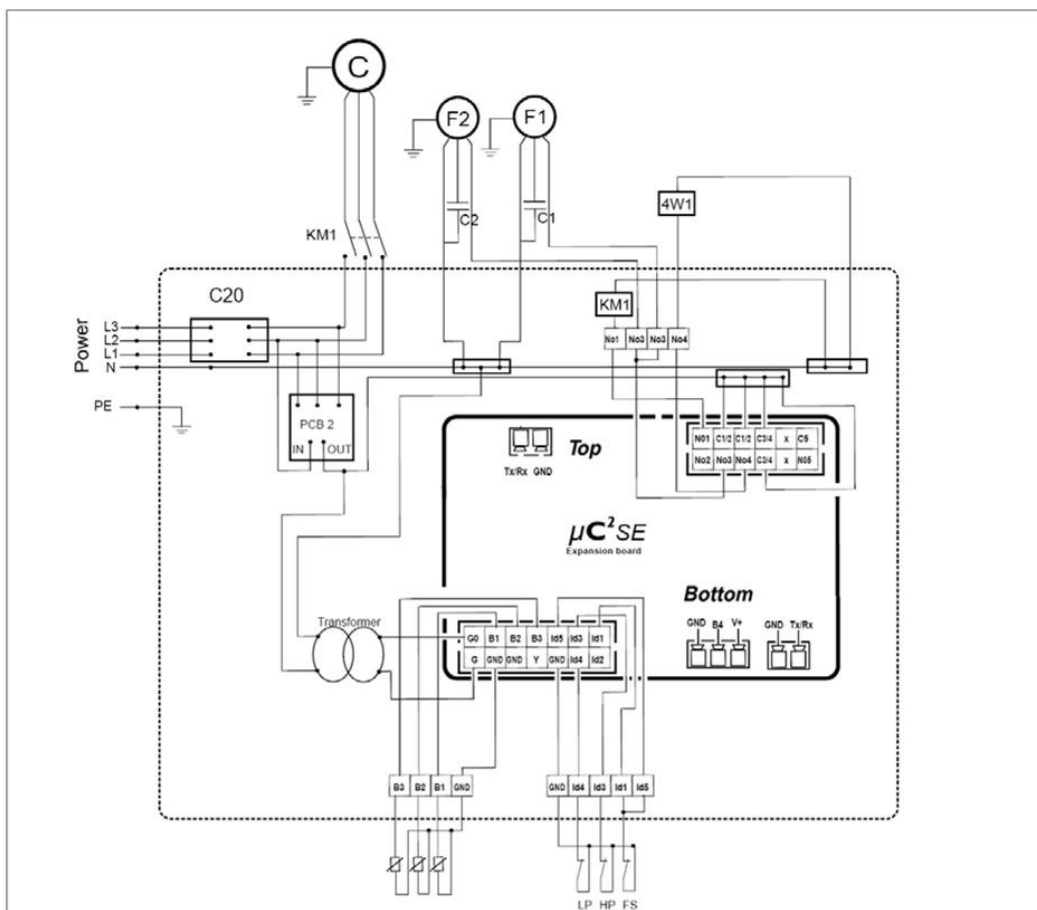 C
F2
F1
C2
C1
4W1
KM1
C20
KM1
Power
L3
L2
L1
N
PE
No1 No3 No3 No4
PCB 2
IN OUT
Tx/Rx GND
Top
N01 C1/2 C1/2 C3/4 x C5
No2 No3 No4 C3/4 x N05
µC²SE
Expansion board
Bottom
GND B4 V+
GND Tx/Rx
Transformer
G0 B1 B2 B3 Id5 Id3 Id1
G GND GND Y GND Id4 Id2
B3 B2 B1 GND
GND Id4 Id3 Id1 Id5
LP HP FS